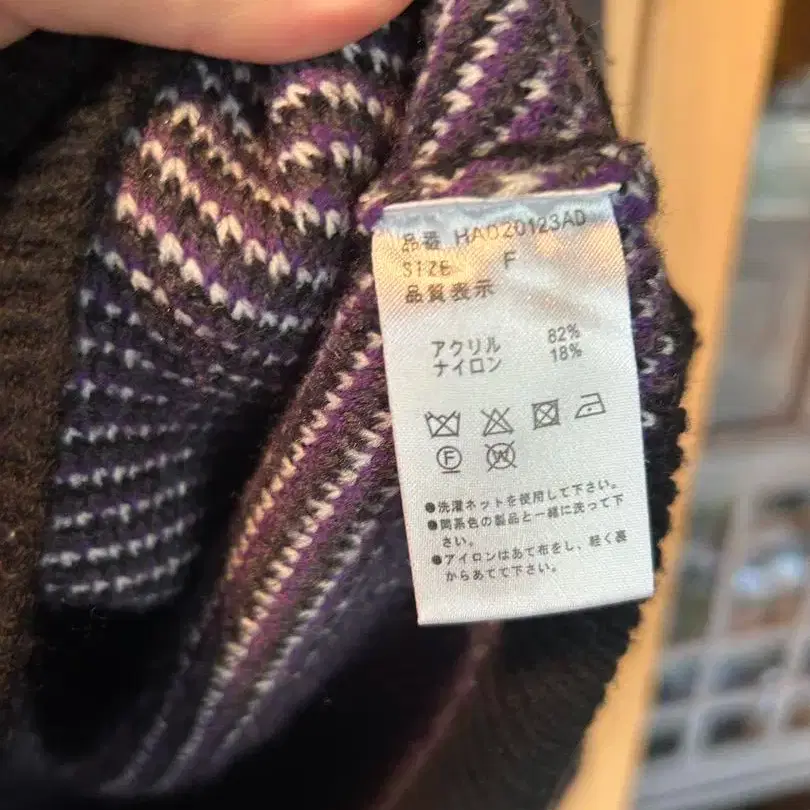 品番 HA020123AD
SIZE F
品質表示
アクリル 82%
ナイロン 18%
F W
●洗濯ネットを使用して下さい。
●同系色の製品と一緒に洗って下
さい。
●アイロンはあて布をし、軽く裏
からあてて下さい。